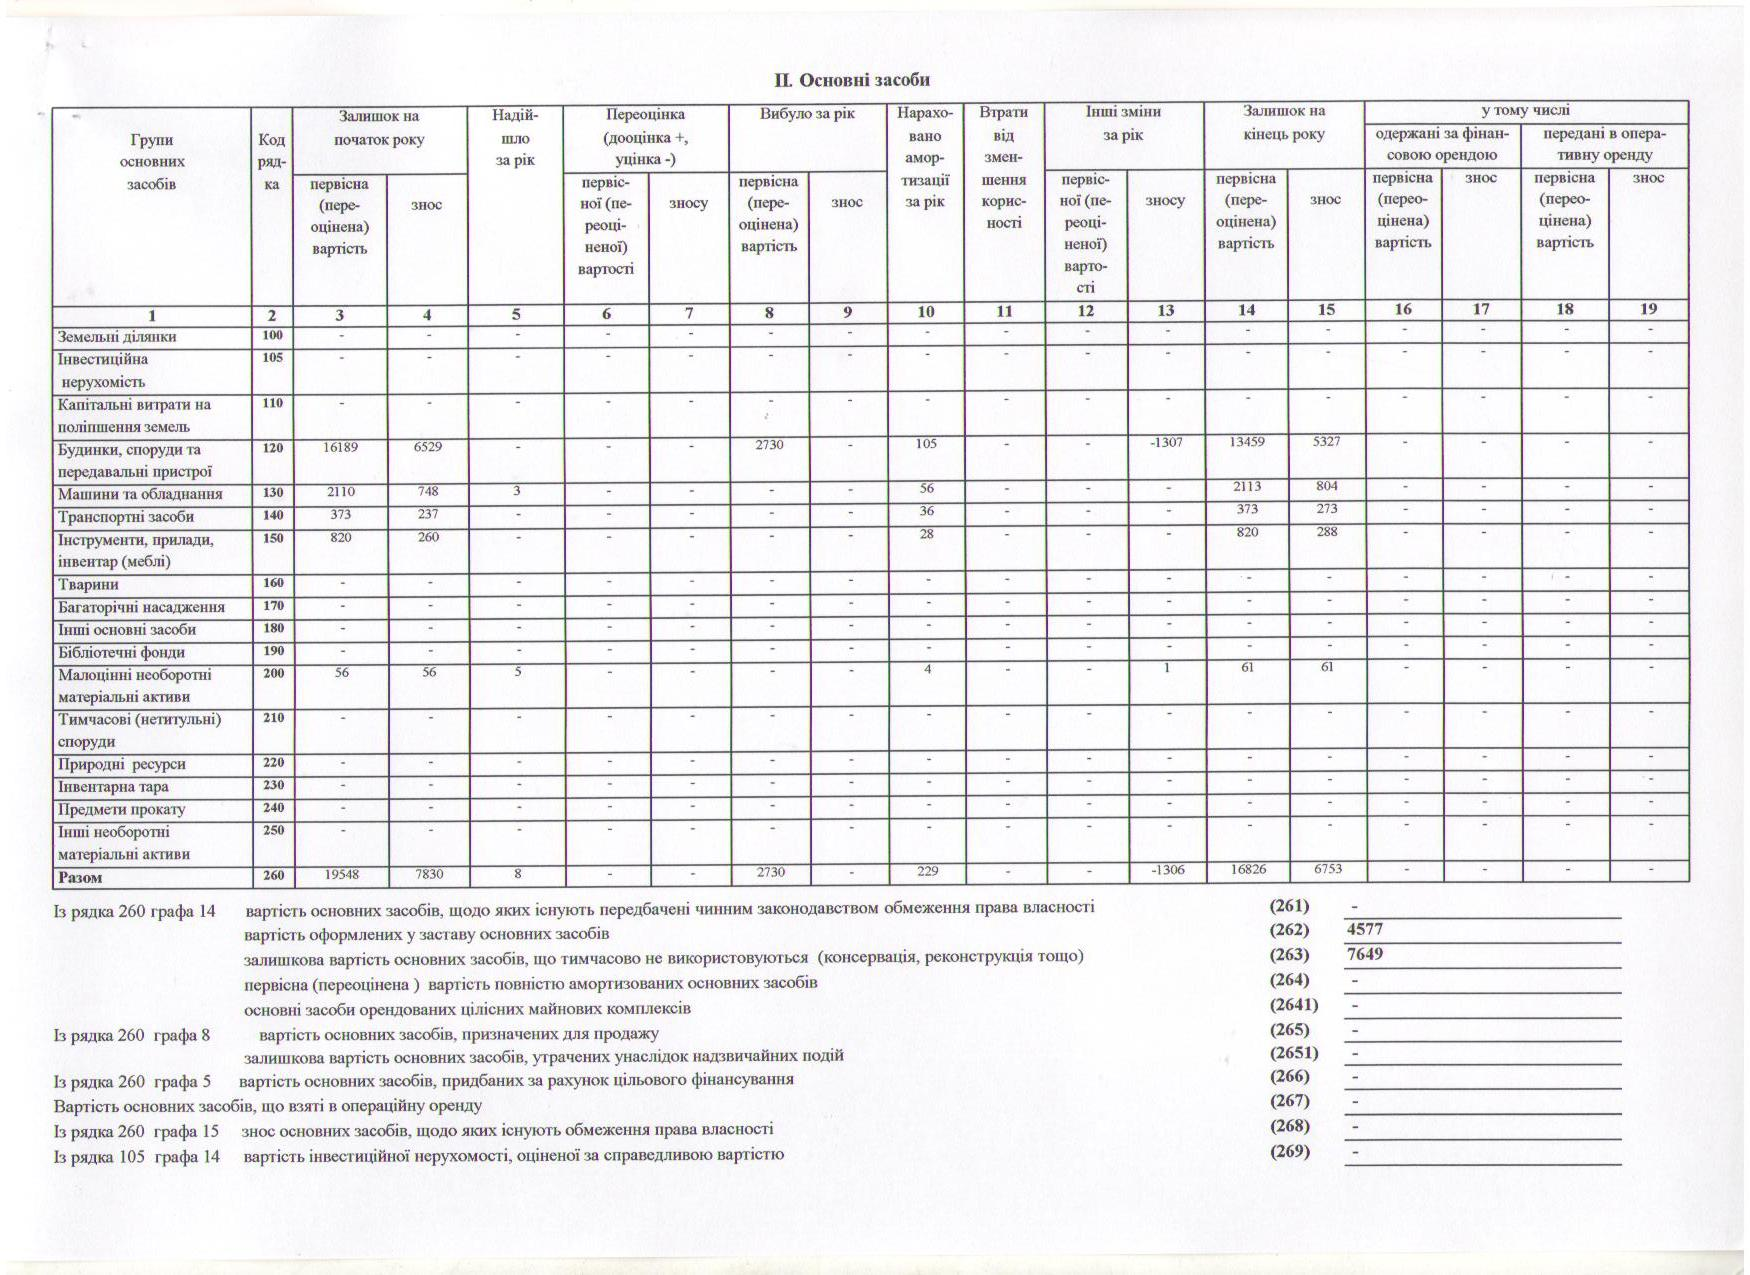 II. Основні засоби
Групи основних засобів | Код ряд- ка | Залишок на початок року | Надій- шло за рік | Переоцінка (дооцінка +, уцінка -) | Вибуло за рік | Нарахо- вано амор- тизації за рік | Втрати від змен- шення корис- ності | Інші зміни за рік | Залишок на кінець року | у тому числі
одержані за фінан- совою орендою | передані в опера- тивну оренду
первісна (пере- оцінена) вартість | знос | первіс- ної (пе- реоці- неної) вартості | зносу | первісна (пере- оцінена) вартість | знос | первіс- ної (пе- реоці- неної) варто- сті | зносу | первісна (пере- оцінена) вартість | знос | первісна (перео- цінена) вартість | знос | первісна (перео- цінена) вартість | знос
1 2 3 4 5 6 7 8 9 10 11 12 13 14 15 16 17 18 19
Земельні ділянки 100 - - - - - - - - - - - - - - - - -
Інвестиційна 105 - - - - - - - - - - - - - - - - -
нерухомість
Капітальні витрати на 110 - - - - - - - - - - - - - - - - -
поліпшення земель
Будинки, споруди та 120 16189 6529 - - - 2730 - 105 - - -1307 13459 5327 - - - -
передавальні пристрої
Машини та обладнання 130 2110 748 3 - - - - 56 - - - 2113 804 - - - -
Транспортні засоби 140 373 237 - - - - - 36 - - - 373 273 - - - -
Інструменти, прилади, 150 820 260 - - - - - 28 - - - 820 288 - - - -
інвентар (меблі)
Тварини 160 - - - - - - - - - - - - - - - - -
Багаторічні насадження 170 - - - - - - - - - - - - - - - - -
Інші основні засоби 180 - - - - - - - - - - - - - - - - -
Бібліотечні фонди 190 - - - - - - - - - - - - - - - - -
Малоцінні необоротні 200 56 56 5 - - - - 4 - - 1 61 61 - - - -
матеріальні активи
Тимчасові (нетитульні) 210 - - - - - - - - - - - - - - - - -
споруди
Природні ресурси 220 - - - - - - - - - - - - - - - - -
Інвентарна тара 230 - - - - - - - - - - - - - - - - -
Предмети прокату 240 - - - - - - - - - - - - - - - - -
Інші необоротні 250 - - - - - - - - - - - - - - - - -
матеріальні активи
Разом 260 19548 7830 8 - - 2730 - 229 - - -1306 16826 6753 - - - -
Із рядка 260 графа 14 вартість основних засобів, щодо яких існують передбачені чинним законодавством обмеження права власності (261) -
вартість оформлених у заставу основних засобів (262) 4577
залишкова вартість основних засобів, що тимчасово не використовуються (консервація, реконструкція тощо) (263) 7649
первісна (переоцінена ) вартість повністю амортизованих основних засобів (264) -
основні засоби орендованих цілісних майнових комплексів (2641) -
Із рядка 260 графа 8 вартість основних засобів, призначених для продажу (265) -
залишкова вартість основних засобів, утрачених унаслідок надзвичайних подій (2651) -
Із рядка 260 графа 5 вартість основних засобів, придбаних за рахунок цільового фінансування (266) -
Вартість основних засобів, що взяті в операційну оренду (267) -
Із рядка 260 графа 15 знос основних засобів, щодо яких існують обмеження права власності (268) -
Із рядка 105 графа 14 вартість інвестиційної нерухомості, оціненої за справедливою вартістю (269) -